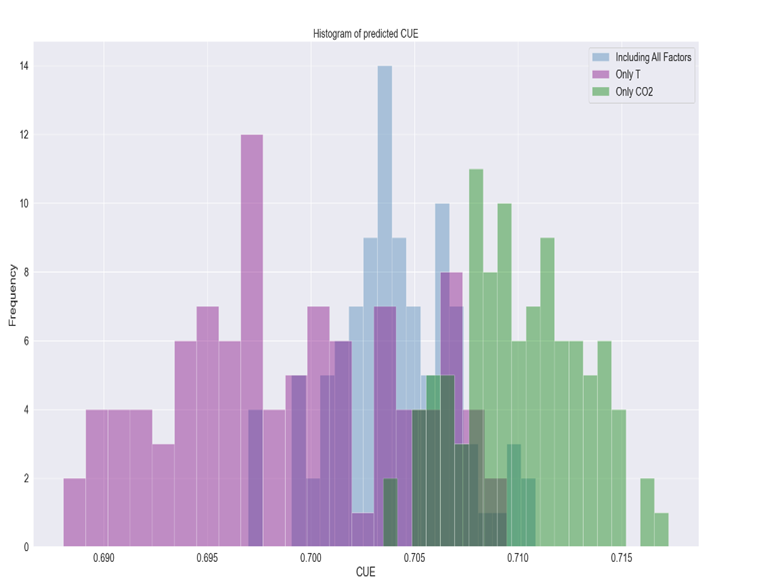 Histogram of predicted CUE
Including All Factors
Only T
Only CO2
14
12
10
8
6
4
2
0
Frequency
0.690 0.695 0.700 0.705 0.710 0.715
CUE